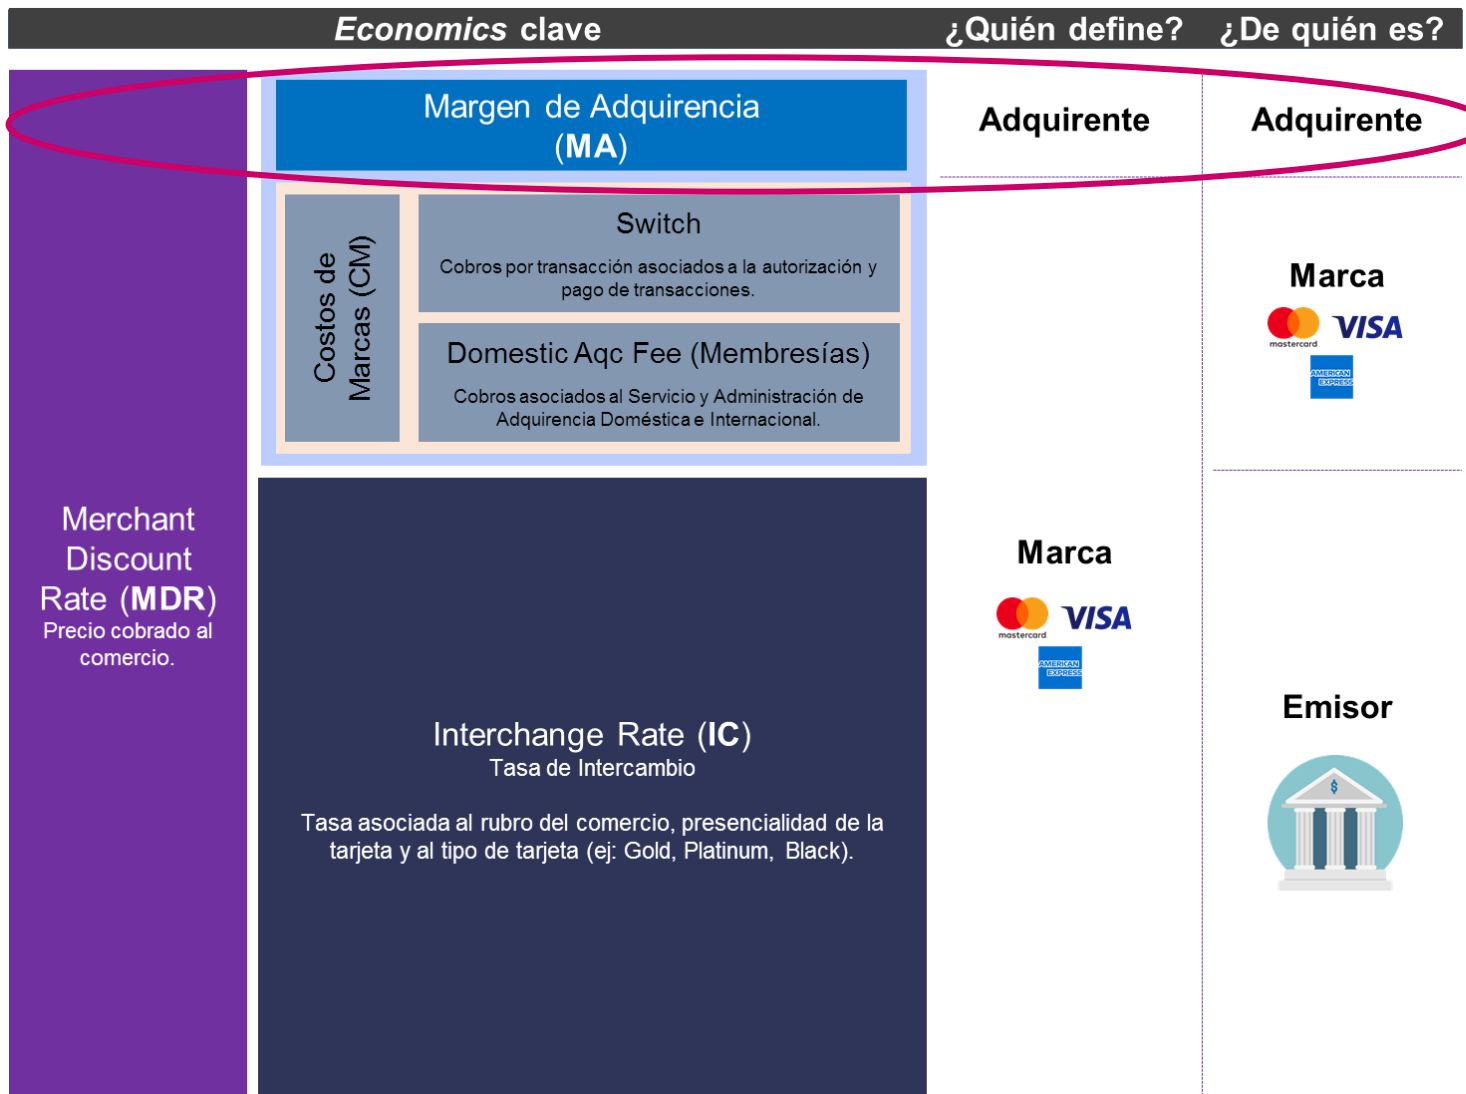 Economics clave
¿Quién define?
¿De quién es?
Merchant
Discount
Rate (MDR)
Precio cobrado al
comercio.
Margen de Adquirencia
(MA)
Adquirente
Adquirente
Costos de
Marcas (CM)
Switch
Cobros por transacción asociados a la autorización y
pago de transacciones.
Domestic Aqc Fee (Membresías)
Cobros asociados al Servicio y Administración de
Adquirencia Doméstica e Internacional.
Marca
mastercard
VISA
AMERICAN
EXPRESS
Interchange Rate (IC)
Tasa de Intercambio
Tasa asociada al rubro del comercio, presencialidad de la
tarjeta y al tipo de tarjeta (ej: Gold, Platinum, Black).
Marca
mastercard
VISA
AMERICAN
EXPRESS
Emisor
$